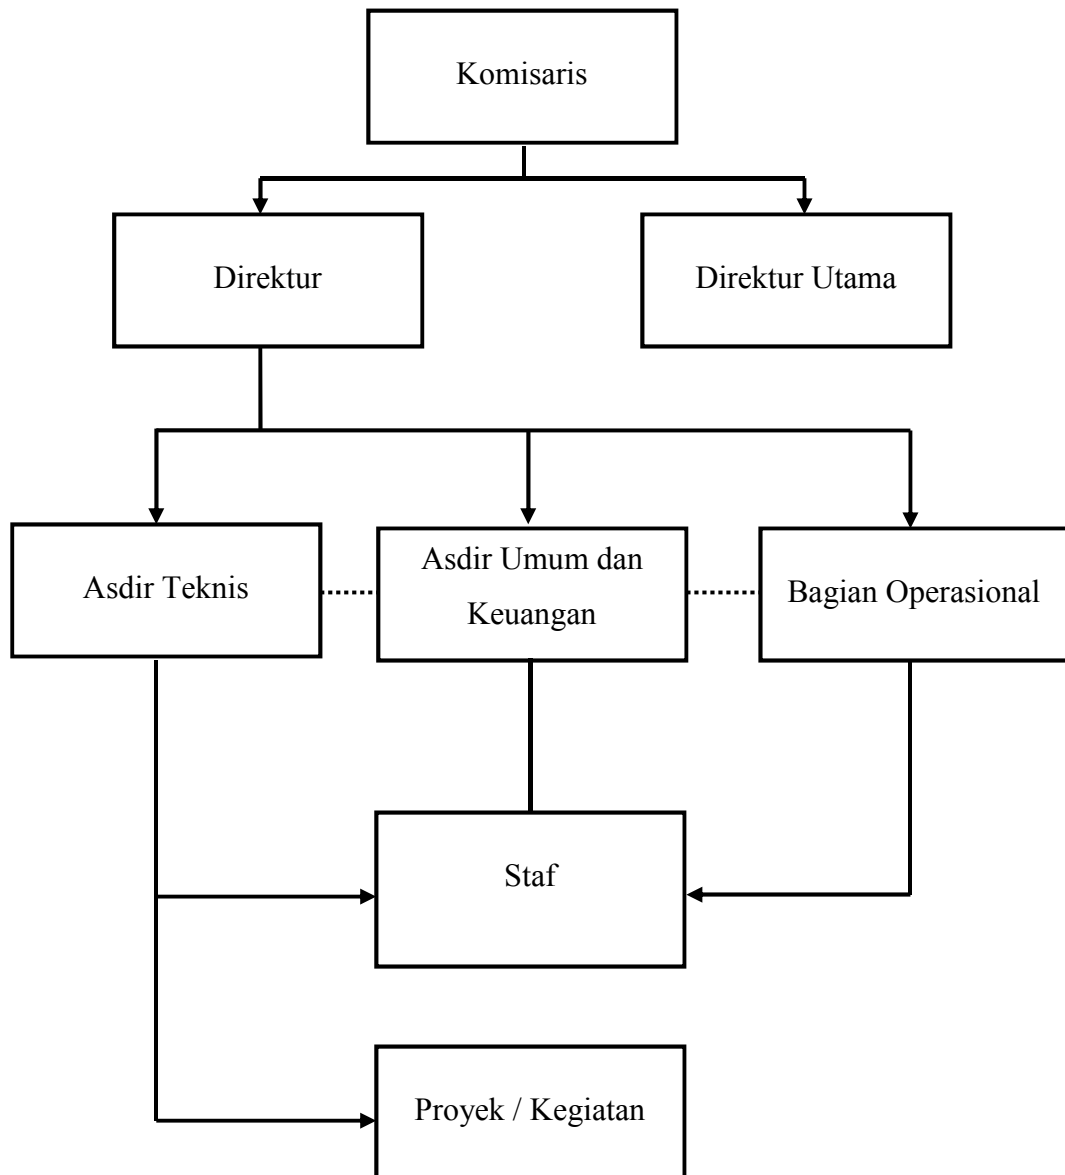 Komisaris
Direktur
Direktur Utama
Asdir Teknis
Asdir Umum dan
Keuangan
Bagian Operasional
Staf
Proyek / Kegiatan